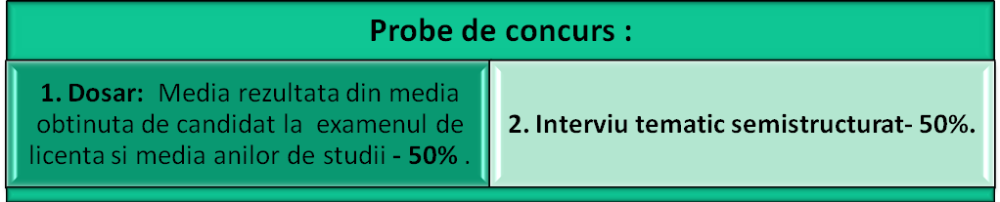 Probe de concurs :
1. Dosar: Media rezultata din media
obtinuta de candidat la examenul de
licenta si media anilor de studii - 50% .
2. Interviu tematic semistructurat- 50%.